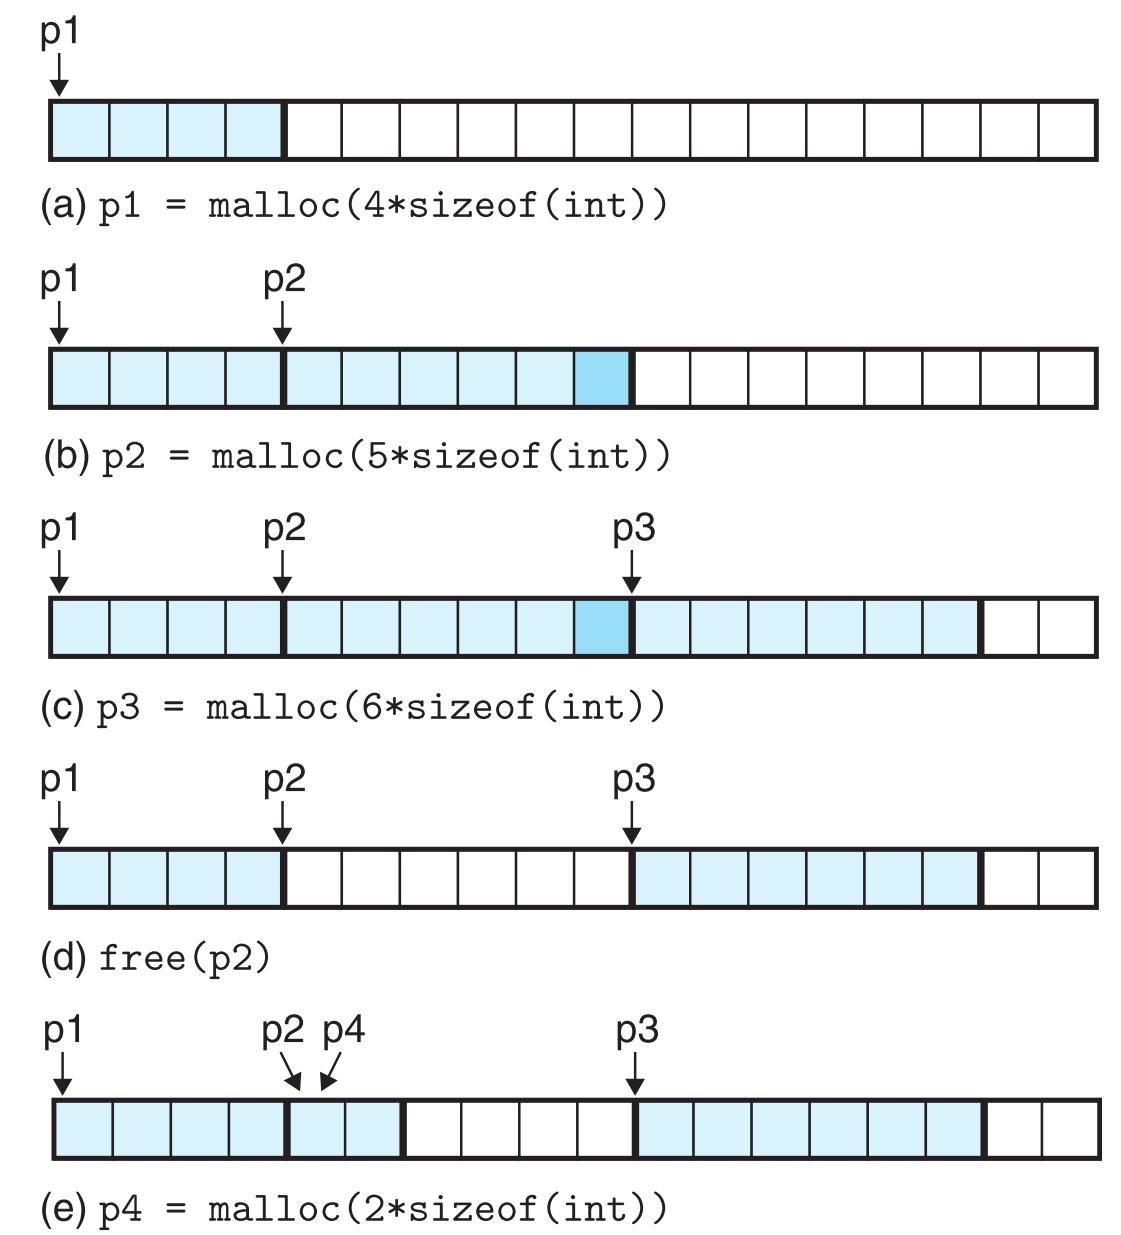 p1
(a) p1 = malloc(4*sizeof(int))
p1 p2
(b) p2 = malloc(5*sizeof(int))
p1 p2 p3
(c) p3 = malloc(6*sizeof(int))
p1 p2 p3
(d) free(p2)
p1 p2 p4 p3
(e) p4 = malloc(2*sizeof(int))